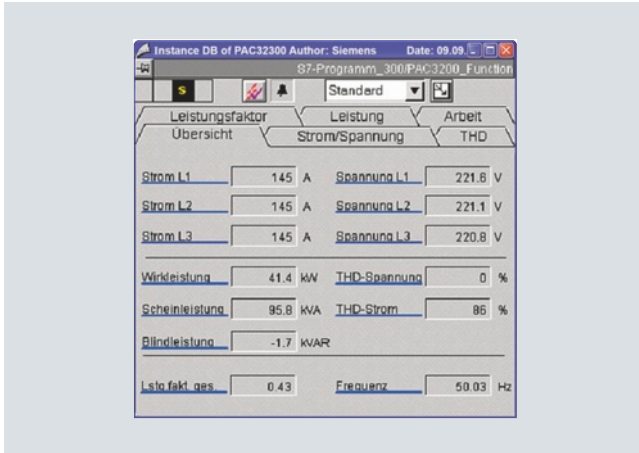 Instance DB of PAC32300 Author: Siemens Date: 09.09.
S7-Programm_300/PAC3200_Function
S Standard
Leistungsfaktor Leistung Arbeit
Übersicht Strom/Spannung THD
Strom L1 145 A Spannung L1 221.6 V
Strom L2 145 A Spannung L2 221.1 V
Strom L3 145 A Spannung L3 220.8 V
Wirkleistung 41.4 kW THD-Spannung 0 %
Scheinleistung 95.8 kVA THD-Strom 86 %
Blindleistung -1.7 kVAR
Lstg.fakt. ges. 0.43 Frequenz 50.03 Hz